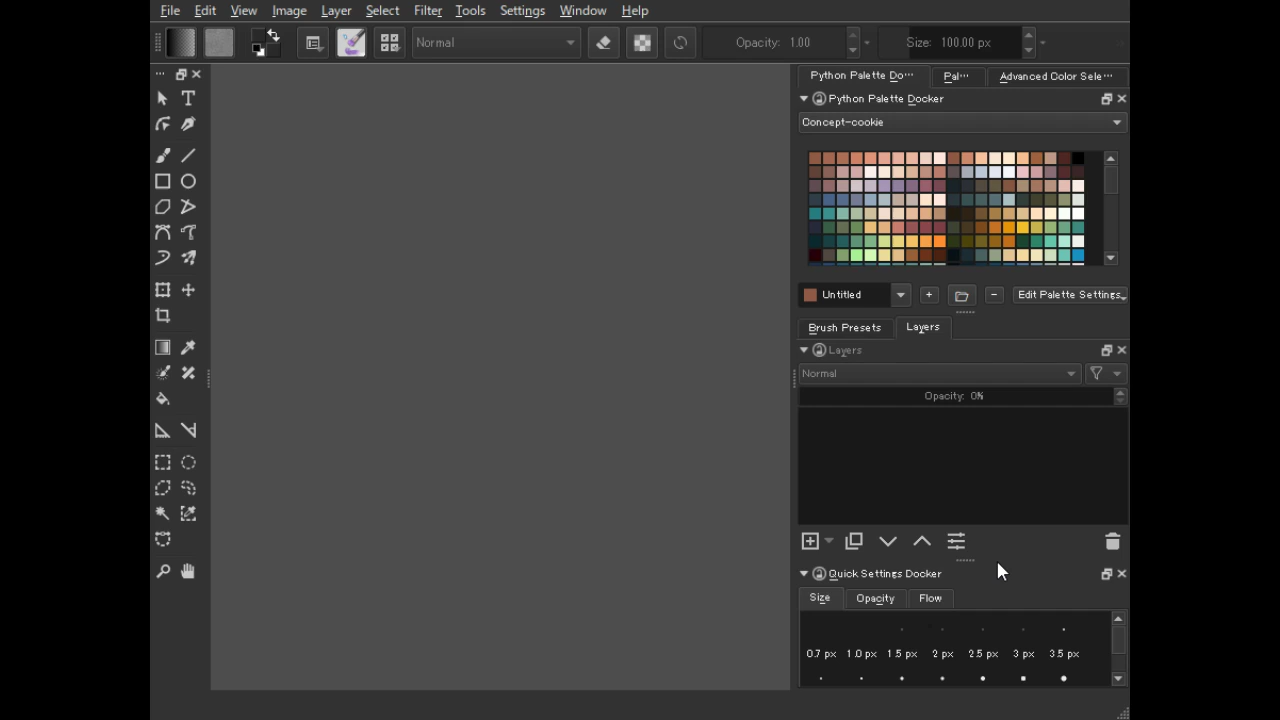 File Edit View Image Layer Select Filter Tools Settings Window Help
Normal Opacity: 1.00 Size: 100.00 px
Python Palette Do··· Pal··· Advanced Color Sele···
Python Palette Docker
Concept-cookie
Untitled + − Edit Palette Settings
Brush Presets Layers
Layers
Normal
Opacity: 0%
Quick Settings Docker
Size Opacity Flow
0.7 px 1.0 px 1.5 px 2 px 2.5 px 3 px 3.5 px